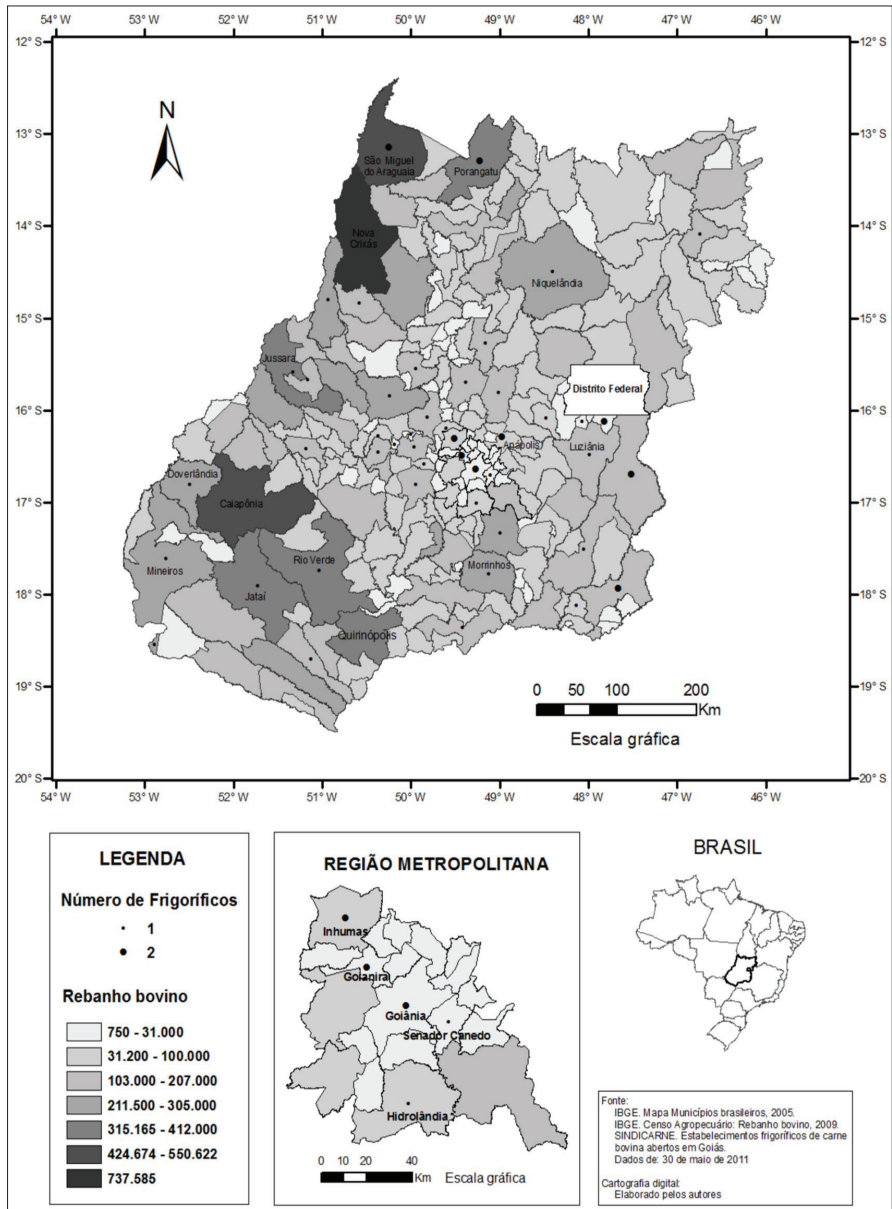 54° W 53° W 52° W 51° W 50° W 49° W 48° W 47° W 46° W
12° S 12° S
N
13° S 13° S
São Miguel
do Araguaia
Porangatu
14° S 14° S
Nova
Crixás
Niquelândia
15° S 15° S
Jussara
Distrito Federal
16° S 16° S
Anápolis
Luziânia
Doverlândia
17° S 17° S
Caiapônia
Rio Verde
Morrinhos
Mineiros
18° S 18° S
Jataí
Quirinópolis
19° S 19° S
0 50 100 200
Km
Escala gráfica
20° S 20° S
54° W 53° W 52° W 51° W 50° W 49° W 48° W 47° W 46° W
LEGENDA
Número de Frigoríficos
1
2
Rebanho bovino
750 - 31.000
31.200 - 100.000
103.000 - 207.000
211.500 - 305.000
315.165 - 412.000
424.674 - 550.622
737.585
REGIÃO METROPOLITANA
Inhumas
Goianira
Goiânia
Senador Canedo
Hidrolândia
0 10 20 40
Km Escala gráfica
BRASIL
Fonte:
IBGE. Mapa Municípios brasileiros, 2005.
IBGE. Censo Agropecuário: Rebanho bovino, 2009.
SINDICARNE. Estabelecimentos frigoríficos de carne
bovina abertos em Goiás.
Dados de: 30 de maio de 2011
Cartografia digital:
Elaborado pelos autores